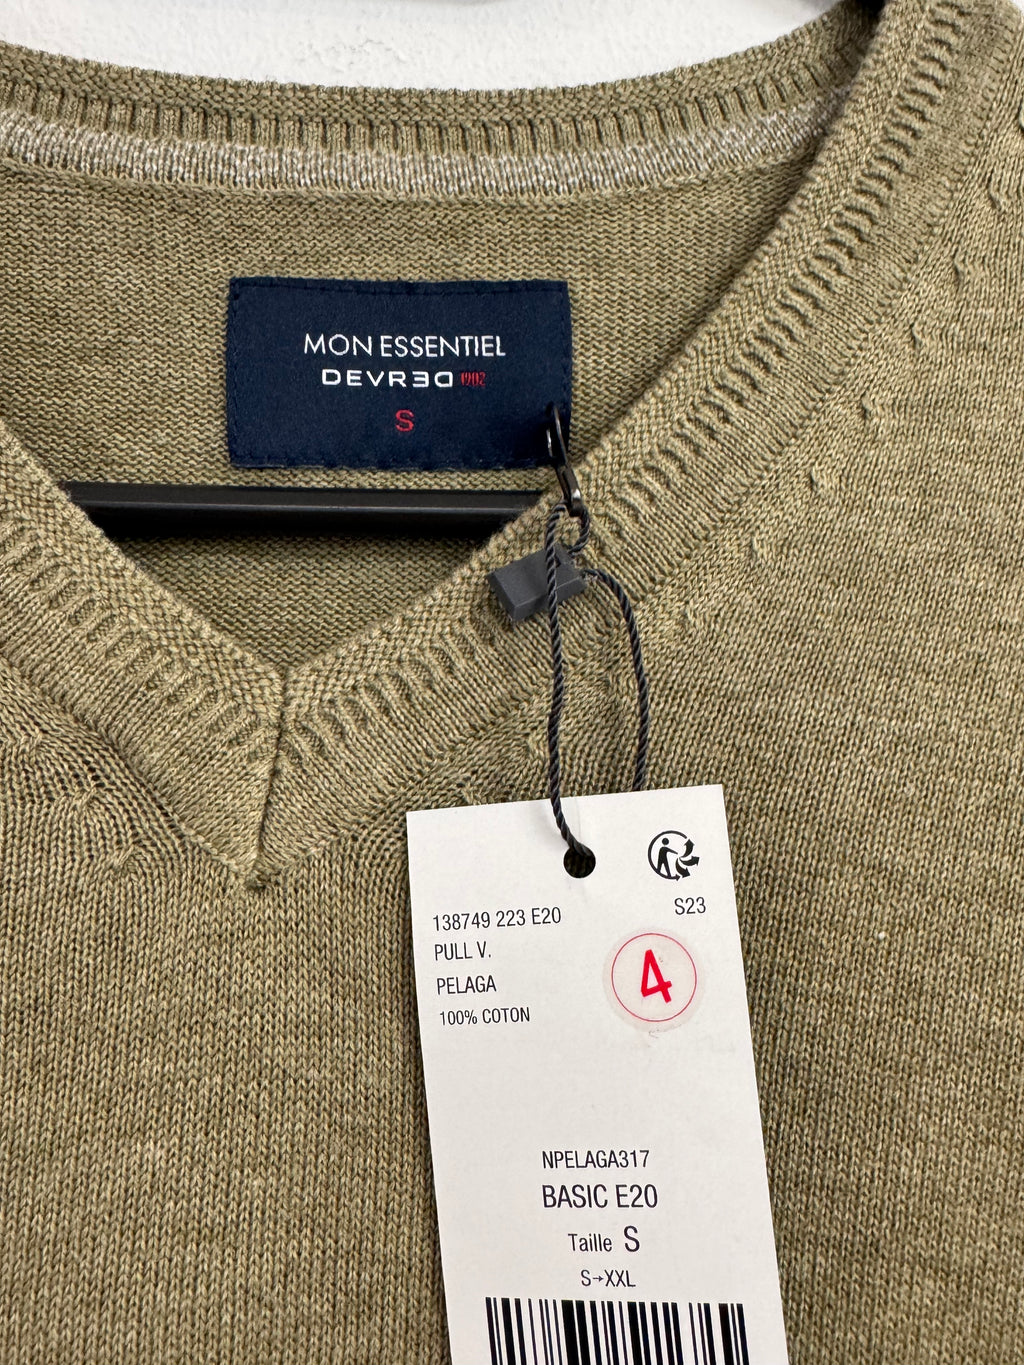 MON ESSENTIEL
DEVRED 1902
S
S23
138749 223 E20
PULL V.
4
PELAGA
100% COTON
NPELAGA317
BASIC E20
Taille S
S→XXL